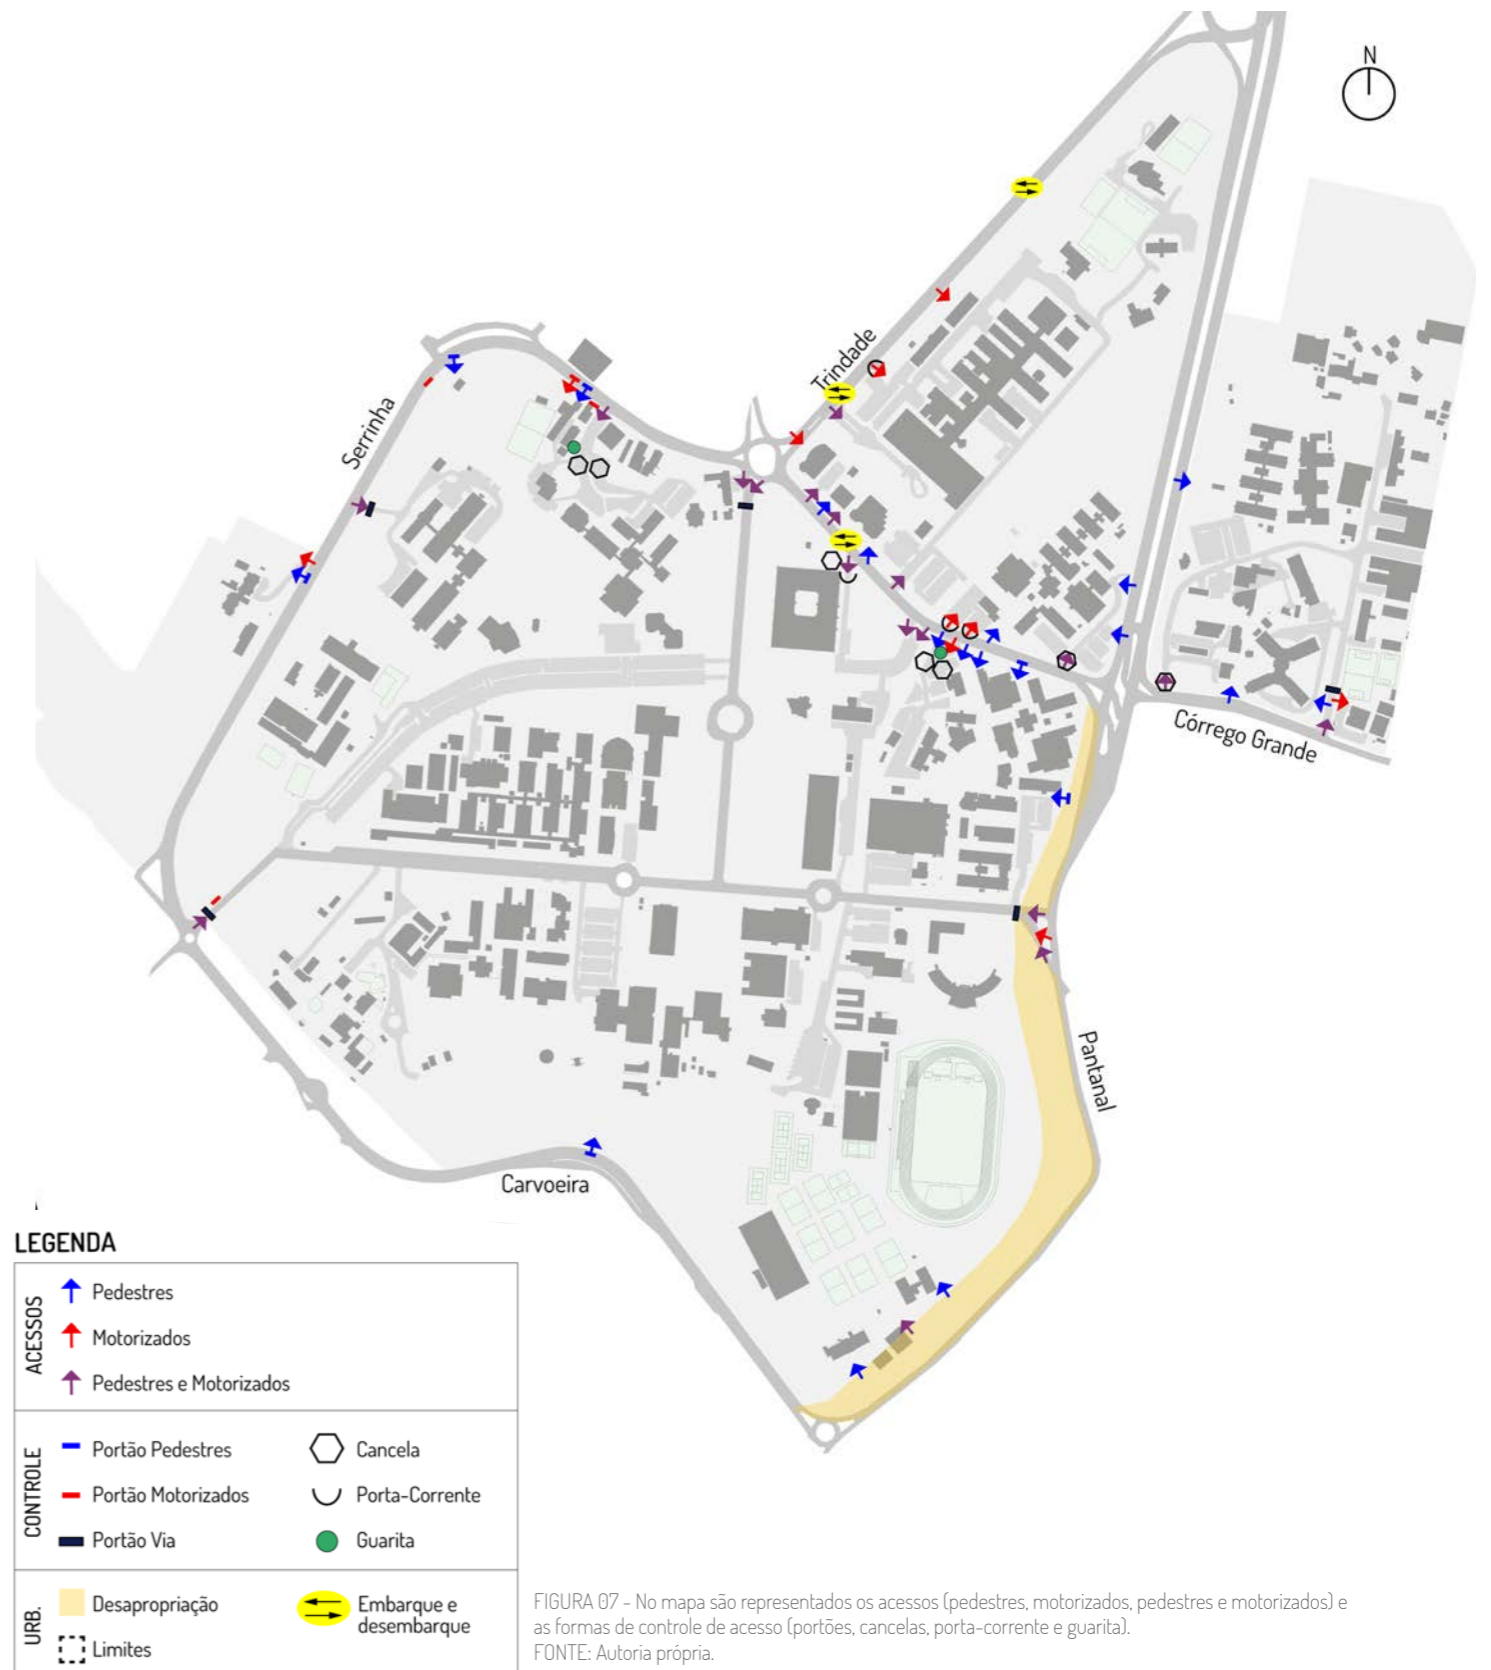 N
Trindade
Serrinha
Córrego Grande
Pantanal
Carvoeira
LEGENDA
ACESSOS
Pedestres
Motorizados
Pedestres e Motorizados
CONTROLE
Portão Pedestres
Cancela
Portão Motorizados
Porta-Corrente
Portão Via
Guarita
URB.
Desapropriação
Embarque e
desembarque
Limites
FIGURA 07 - No mapa são representados os acessos (pedestres, motorizados, pedestres e motorizados) e
as formas de controle de acesso (portões, cancelas, porta-corrente e guarita).
FONTE: Autoria própria.